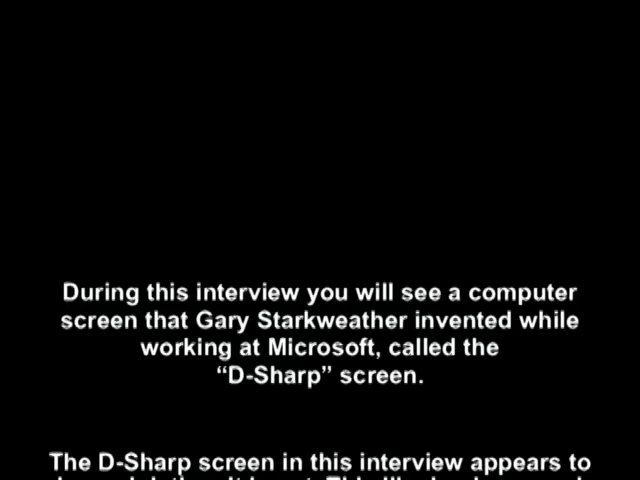 During this interview you will see a computer
screen that Gary Starkweather invented while
working at Microsoft, called the
“D-Sharp” screen.
The D-Sharp screen in this interview appears to